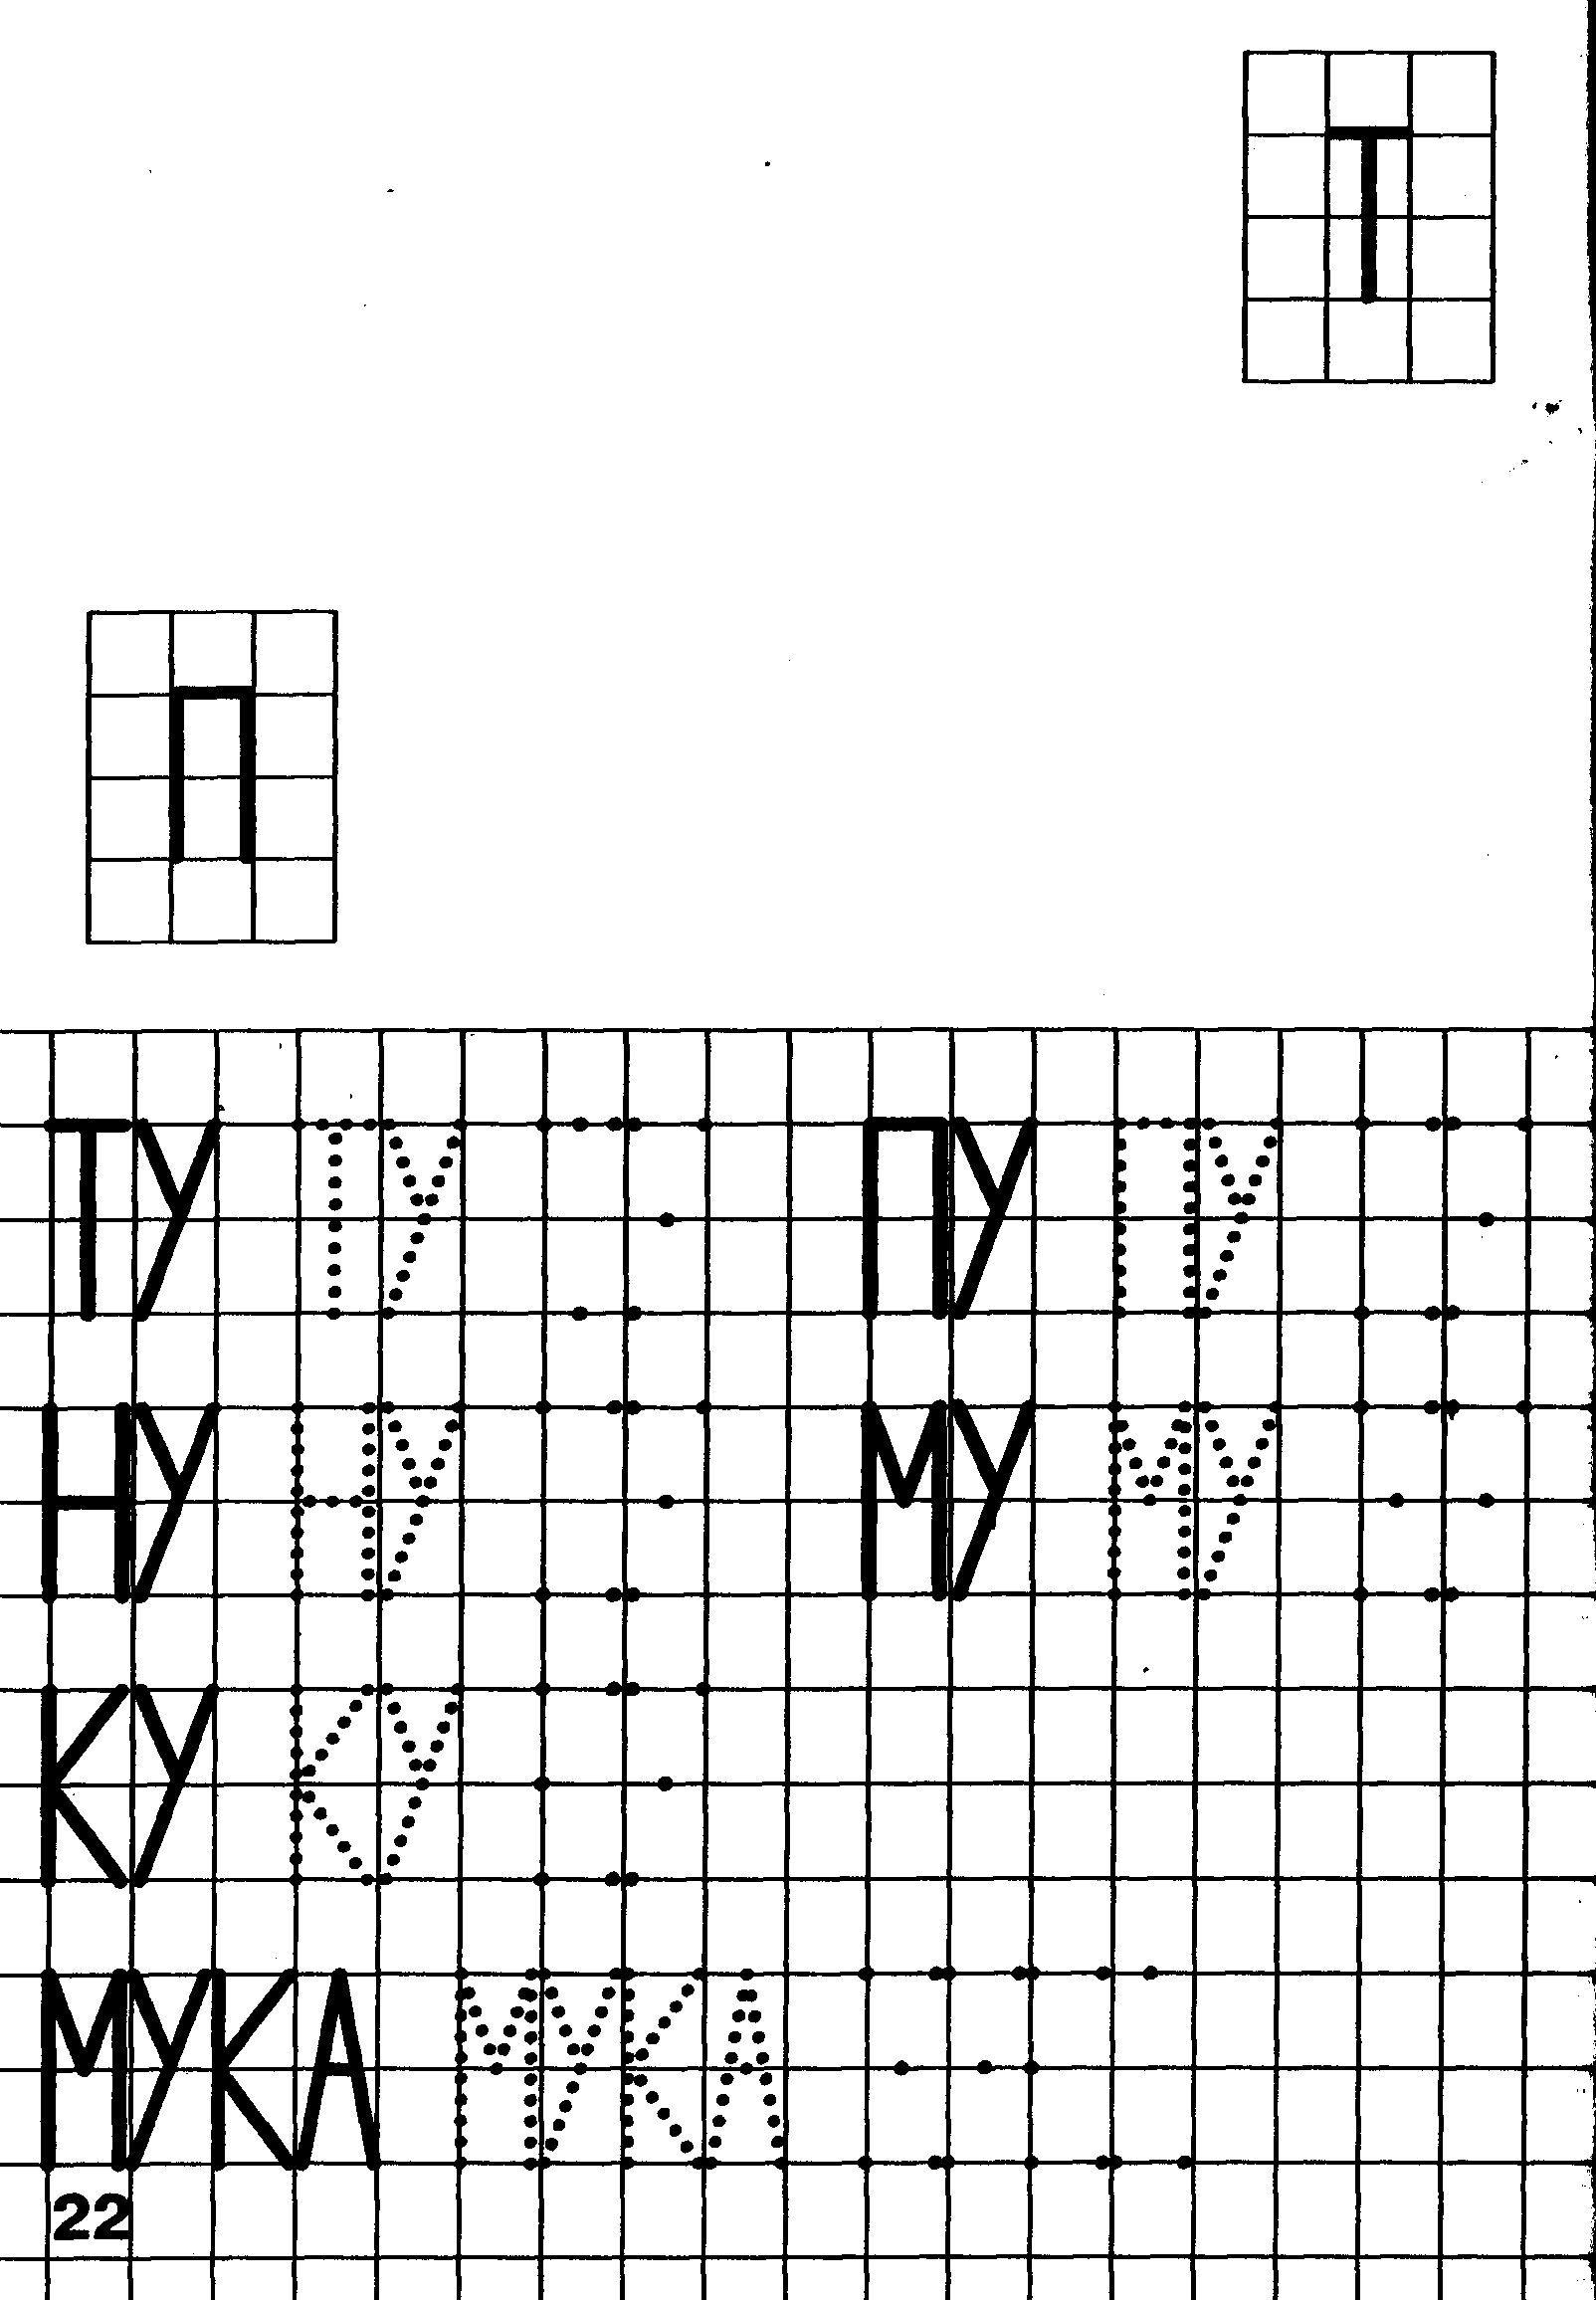 Т
П
ТУ ТУ ПУ ПУ
НУ НУ МУ МУ
КУ КУ
МУКА МУКА
22